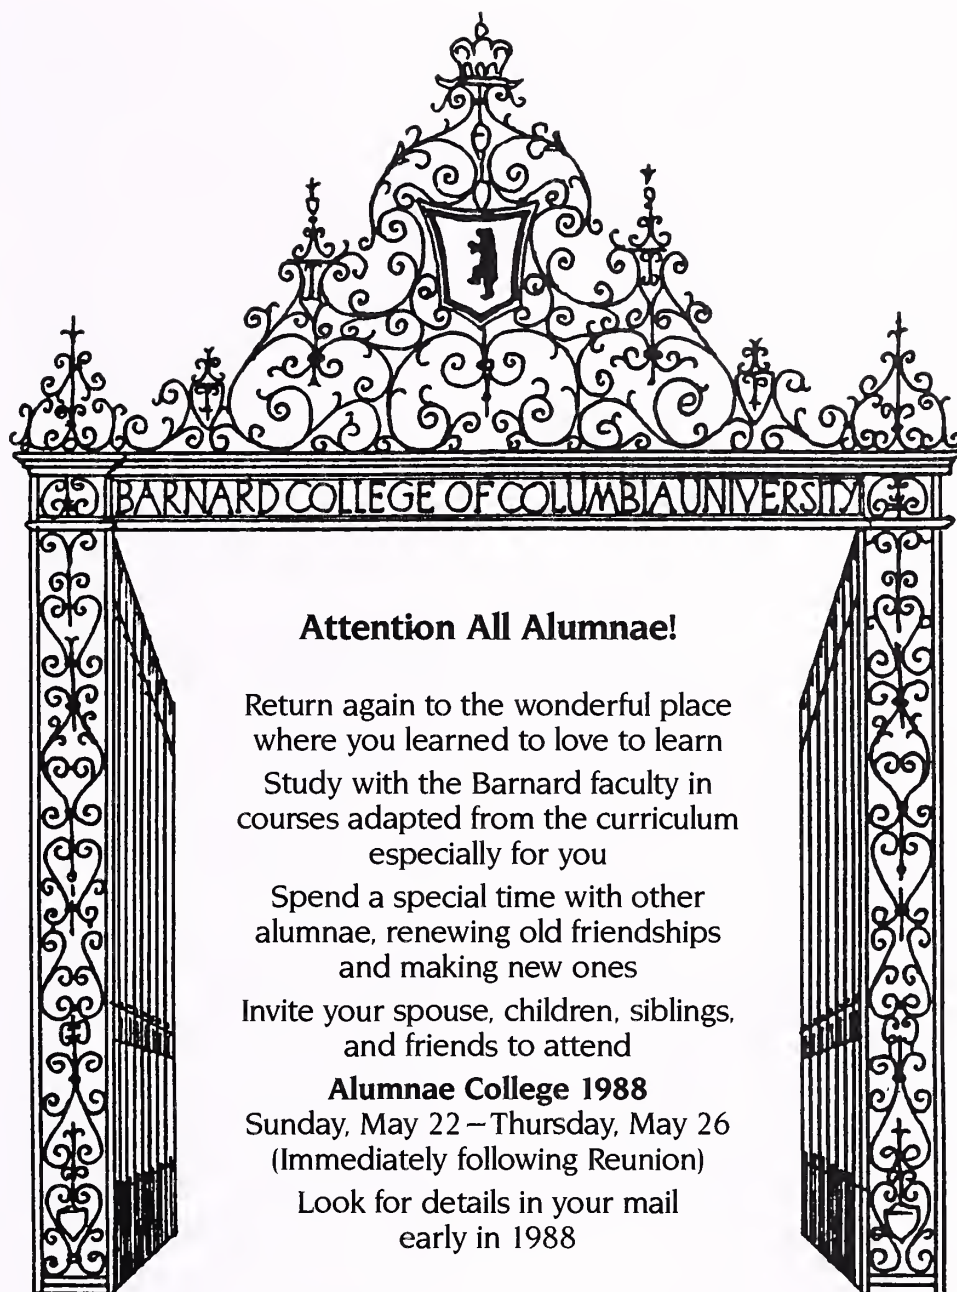 BARNARD COLLEGE OF COLUMBIA UNIVERSITY
Attention All Alumnae!
Return again to the wonderful place
where you learned to love to learn
Study with the Barnard faculty in
courses adapted from the curriculum
especially for you
Spend a special time with other
alumnae, renewing old friendships
and making new ones
Invite your spouse, children, siblings,
and friends to attend
Alumnae College 1988
Sunday, May 22–Thursday, May 26
(Immediately following Reunion)
Look for details in your mail
early in 1988